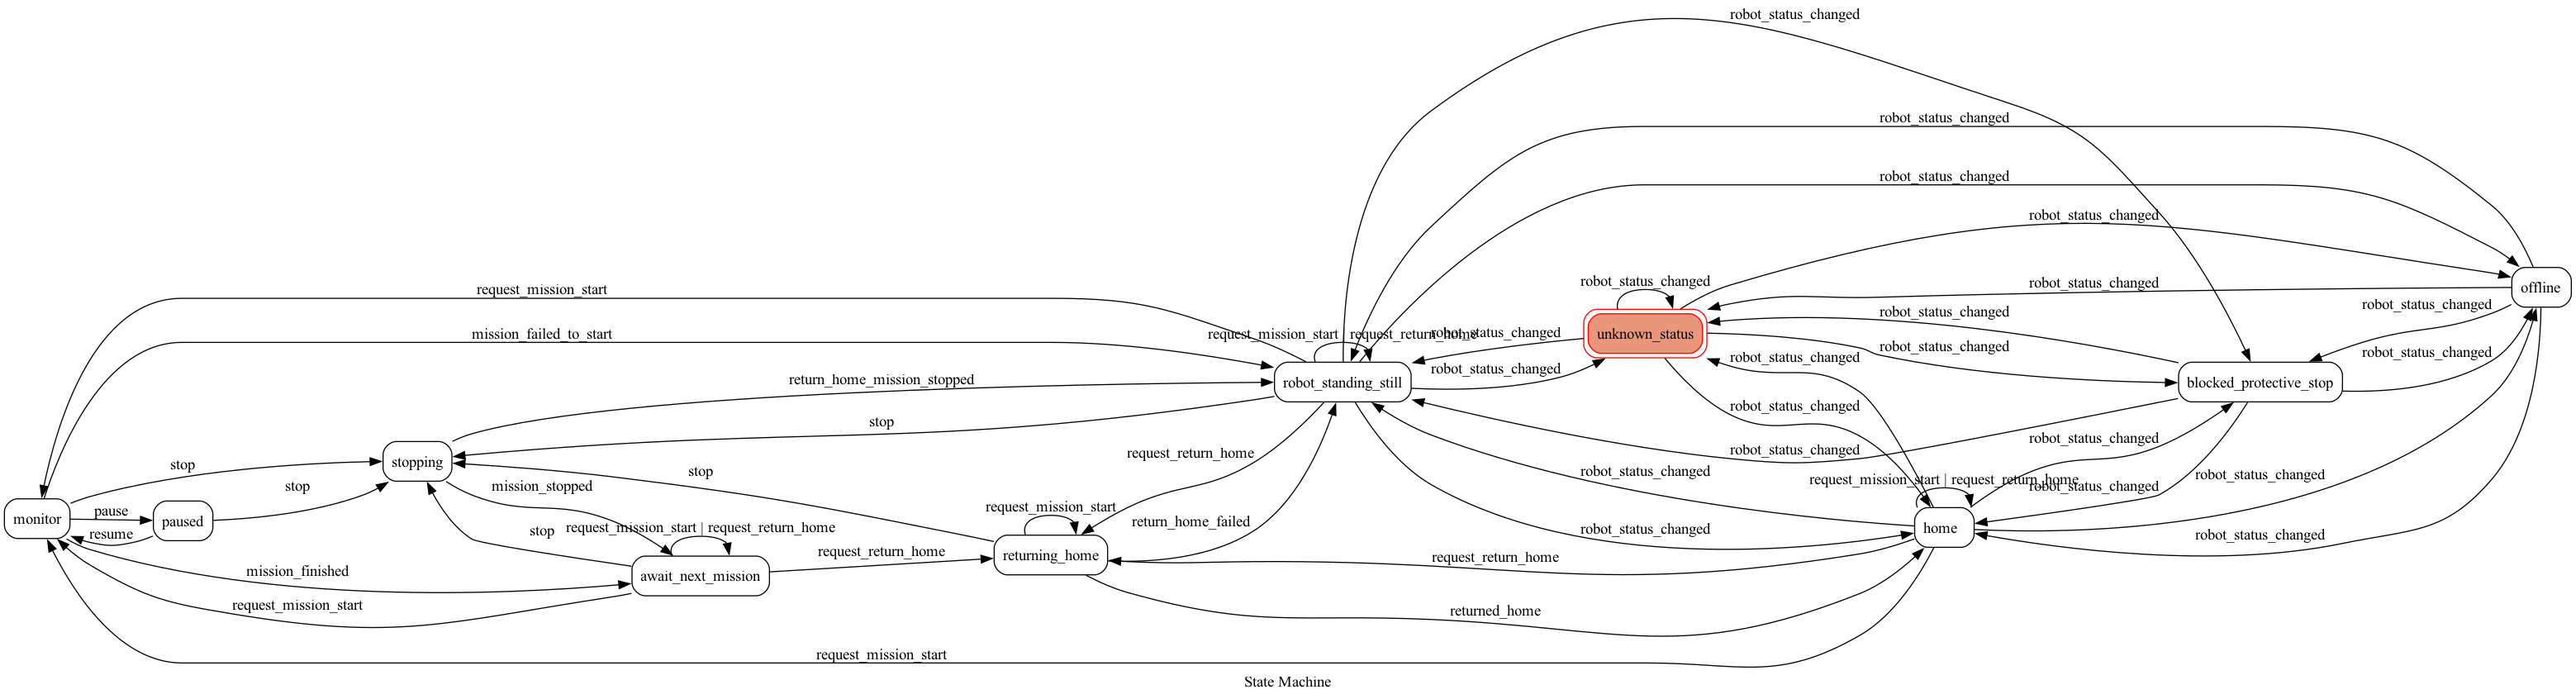 robot_status_changed
robot_status_changed
robot_status_changed
robot_status_changed
robot_status_changed
robot_status_changed
offline
request_mission_start
robot_status_changed
robot_status_changed
mission_failed_to_start
request_mission_start | request_return_home
robot_status_changed
unknown_status
robot_status_changed
robot_status_changed
robot_status_changed
return_home_mission_stopped
robot_standing_still
robot_status_changed
blocked_protective_stop
stop
robot_status_changed
robot_status_changed
request_return_home
robot_status_changed
stopping
stop
stop
robot_status_changed
robot_status_changed
stop
mission_stopped
request_mission_start | request_return_home
robot_status_changed
monitor
pause
paused
request_mission_start
return_home_failed
resume
stop
request_mission_start | request_return_home
robot_status_changed
home
robot_status_changed
mission_finished
await_next_mission
request_return_home
returning_home
request_return_home
request_mission_start
returned_home
request_mission_start
State Machine